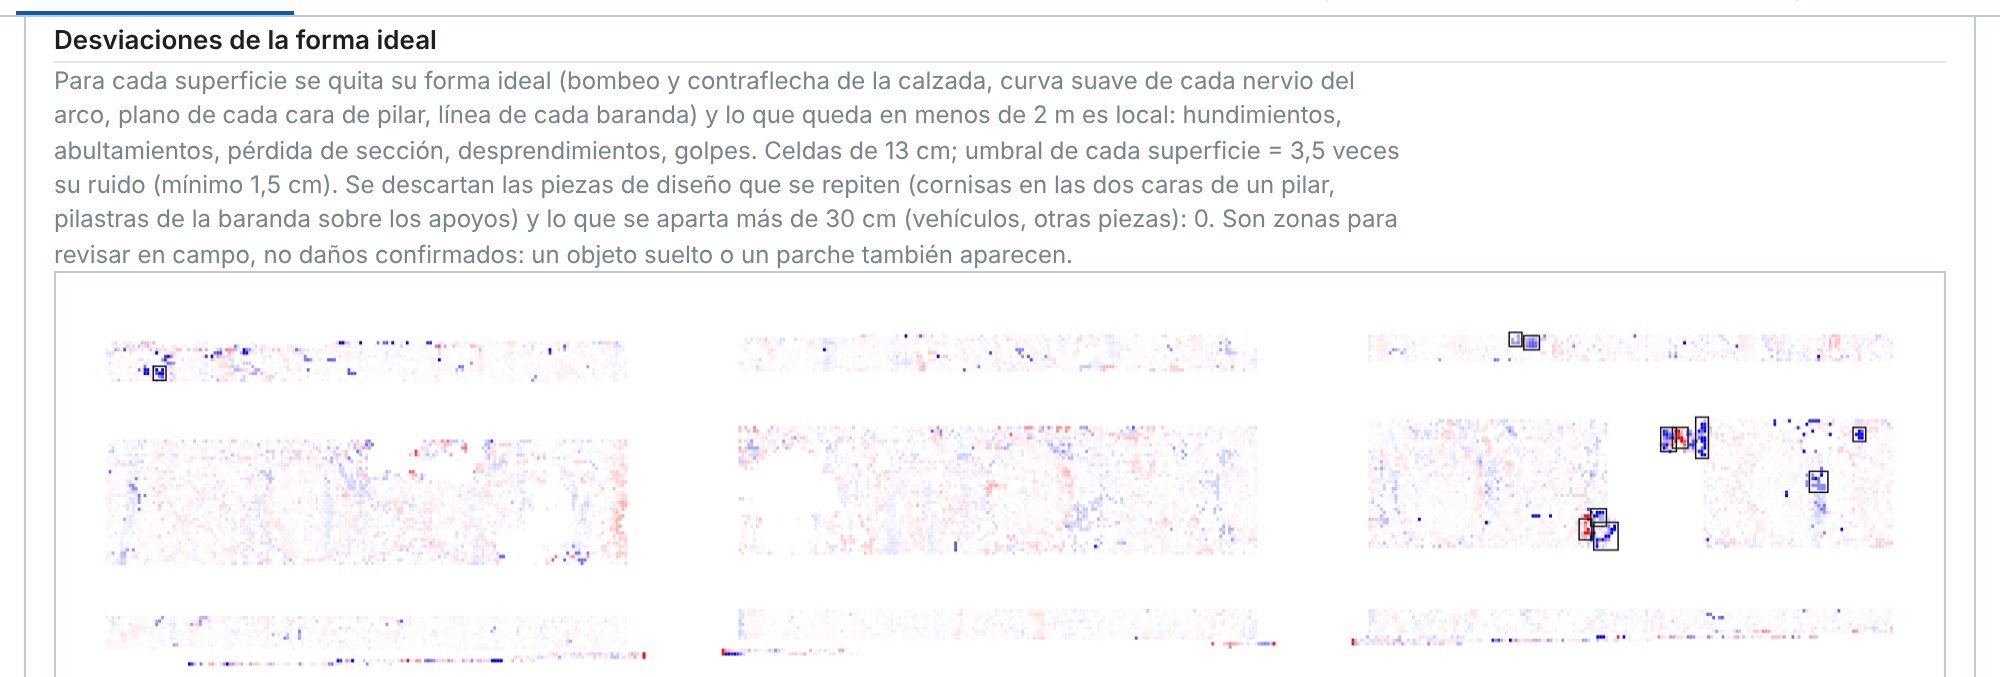 Desviaciones de la forma ideal
Para cada superficie se quita su forma ideal (bombeo y contraflecha de la calzada, curva suave de cada nervio del
arco, plano de cada cara de pilar, línea de cada baranda) y lo que queda en menos de 2 m es local: hundimientos,
abultamientos, pérdida de sección, desprendimientos, golpes. Celdas de 13 cm; umbral de cada superficie = 3,5 veces
su ruido (mínimo 1,5 cm). Se descartan las piezas de diseño que se repiten (cornisas en las dos caras de un pilar,
pilastras de la baranda sobre los apoyos) y lo que se aparta más de 30 cm (vehículos, otras piezas): 0. Son zonas para
revisar en campo, no daños confirmados: un objeto suelto o un parche también aparecen.